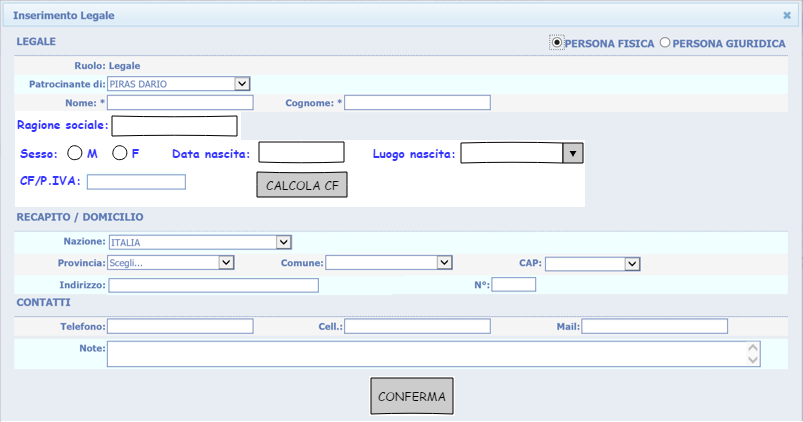 Inserimento Legale
LEGALE PERSONA FISICA PERSONA GIURIDICA
Ruolo: Legale
Patrocinante di: PIRAS DARIO
Nome: * Cognome: *
Ragione sociale:
Sesso: M F Data nascita: Luogo nascita:
CF/P.IVA: CALCOLA CF
RECAPITO / DOMICILIO
Nazione: ITALIA
Provincia: Scegli... Comune: CAP:
Indirizzo: N°:
CONTATTI
Telefono: Cell.: Mail:
Note:
CONFERMA